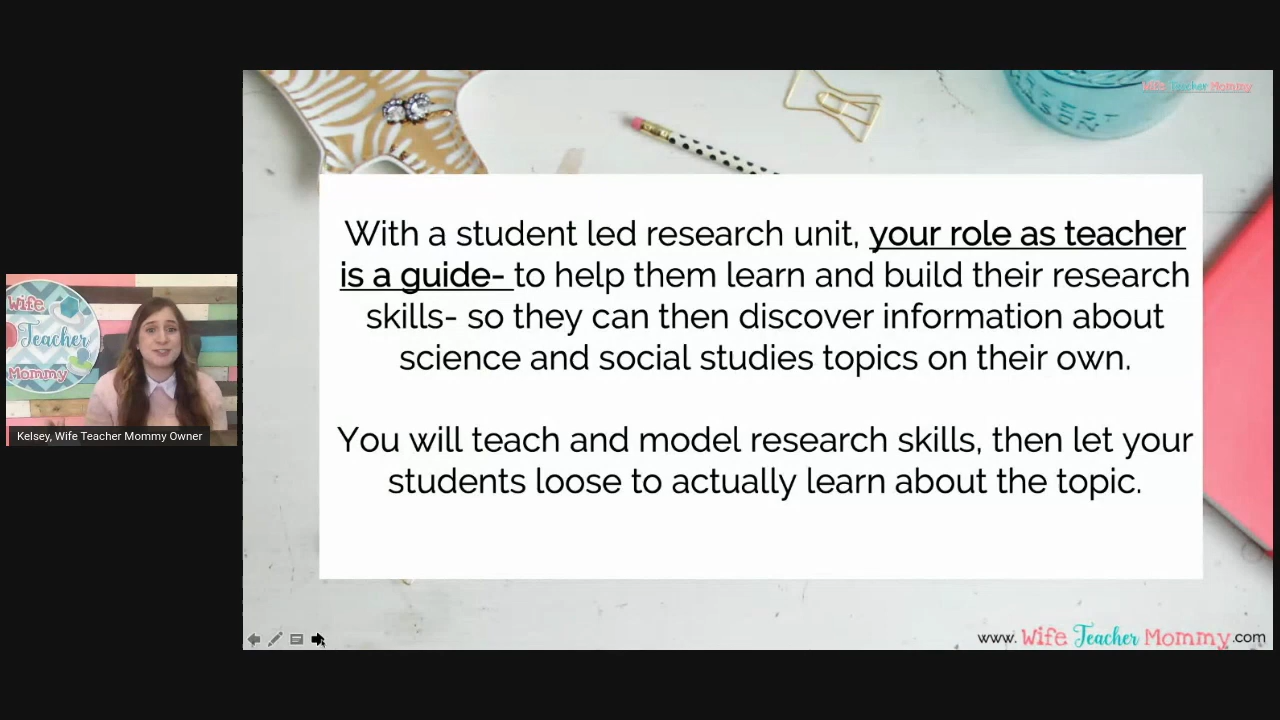 Wife Teacher Mommy
With a student led research unit, your role as teacher
is a guide- to help them learn and build their research
skills- so they can then discover information about
science and social studies topics on their own.
You will teach and model research skills, then let your
students loose to actually learn about the topic.
Wife
Teacher
Mommy
Kelsey, Wife Teacher Mommy Owner
www. Wife Teacher Mommy.com